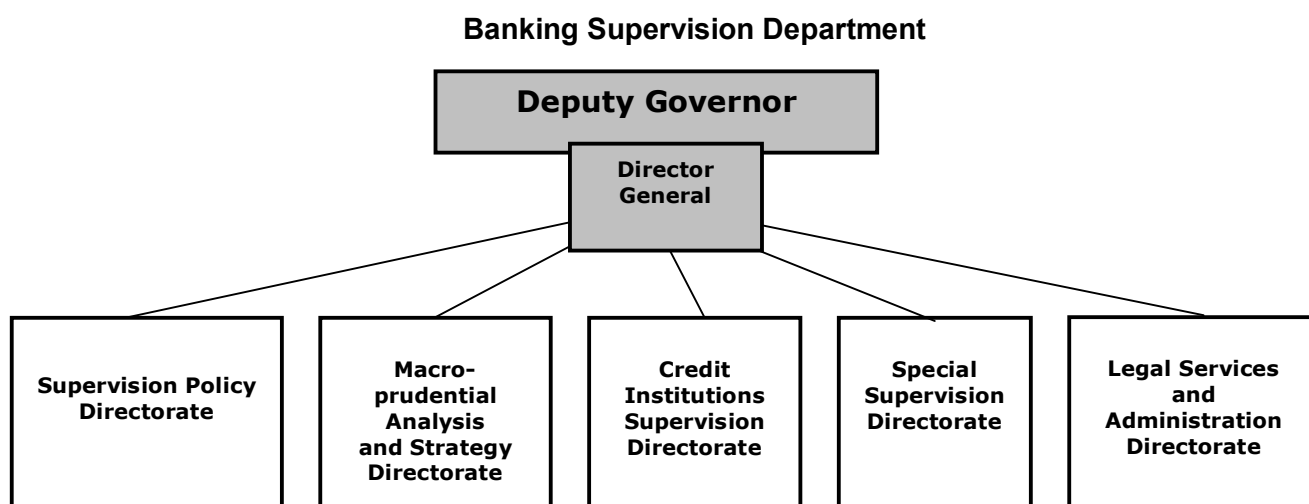 Banking Supervision Department
Deputy Governor
Director
General
Supervision Policy
Directorate
Macro-
prudential
Analysis
and Strategy
Directorate
Credit
Institutions
Supervision
Directorate
Special
Supervision
Directorate
Legal Services
and
Administration
Directorate